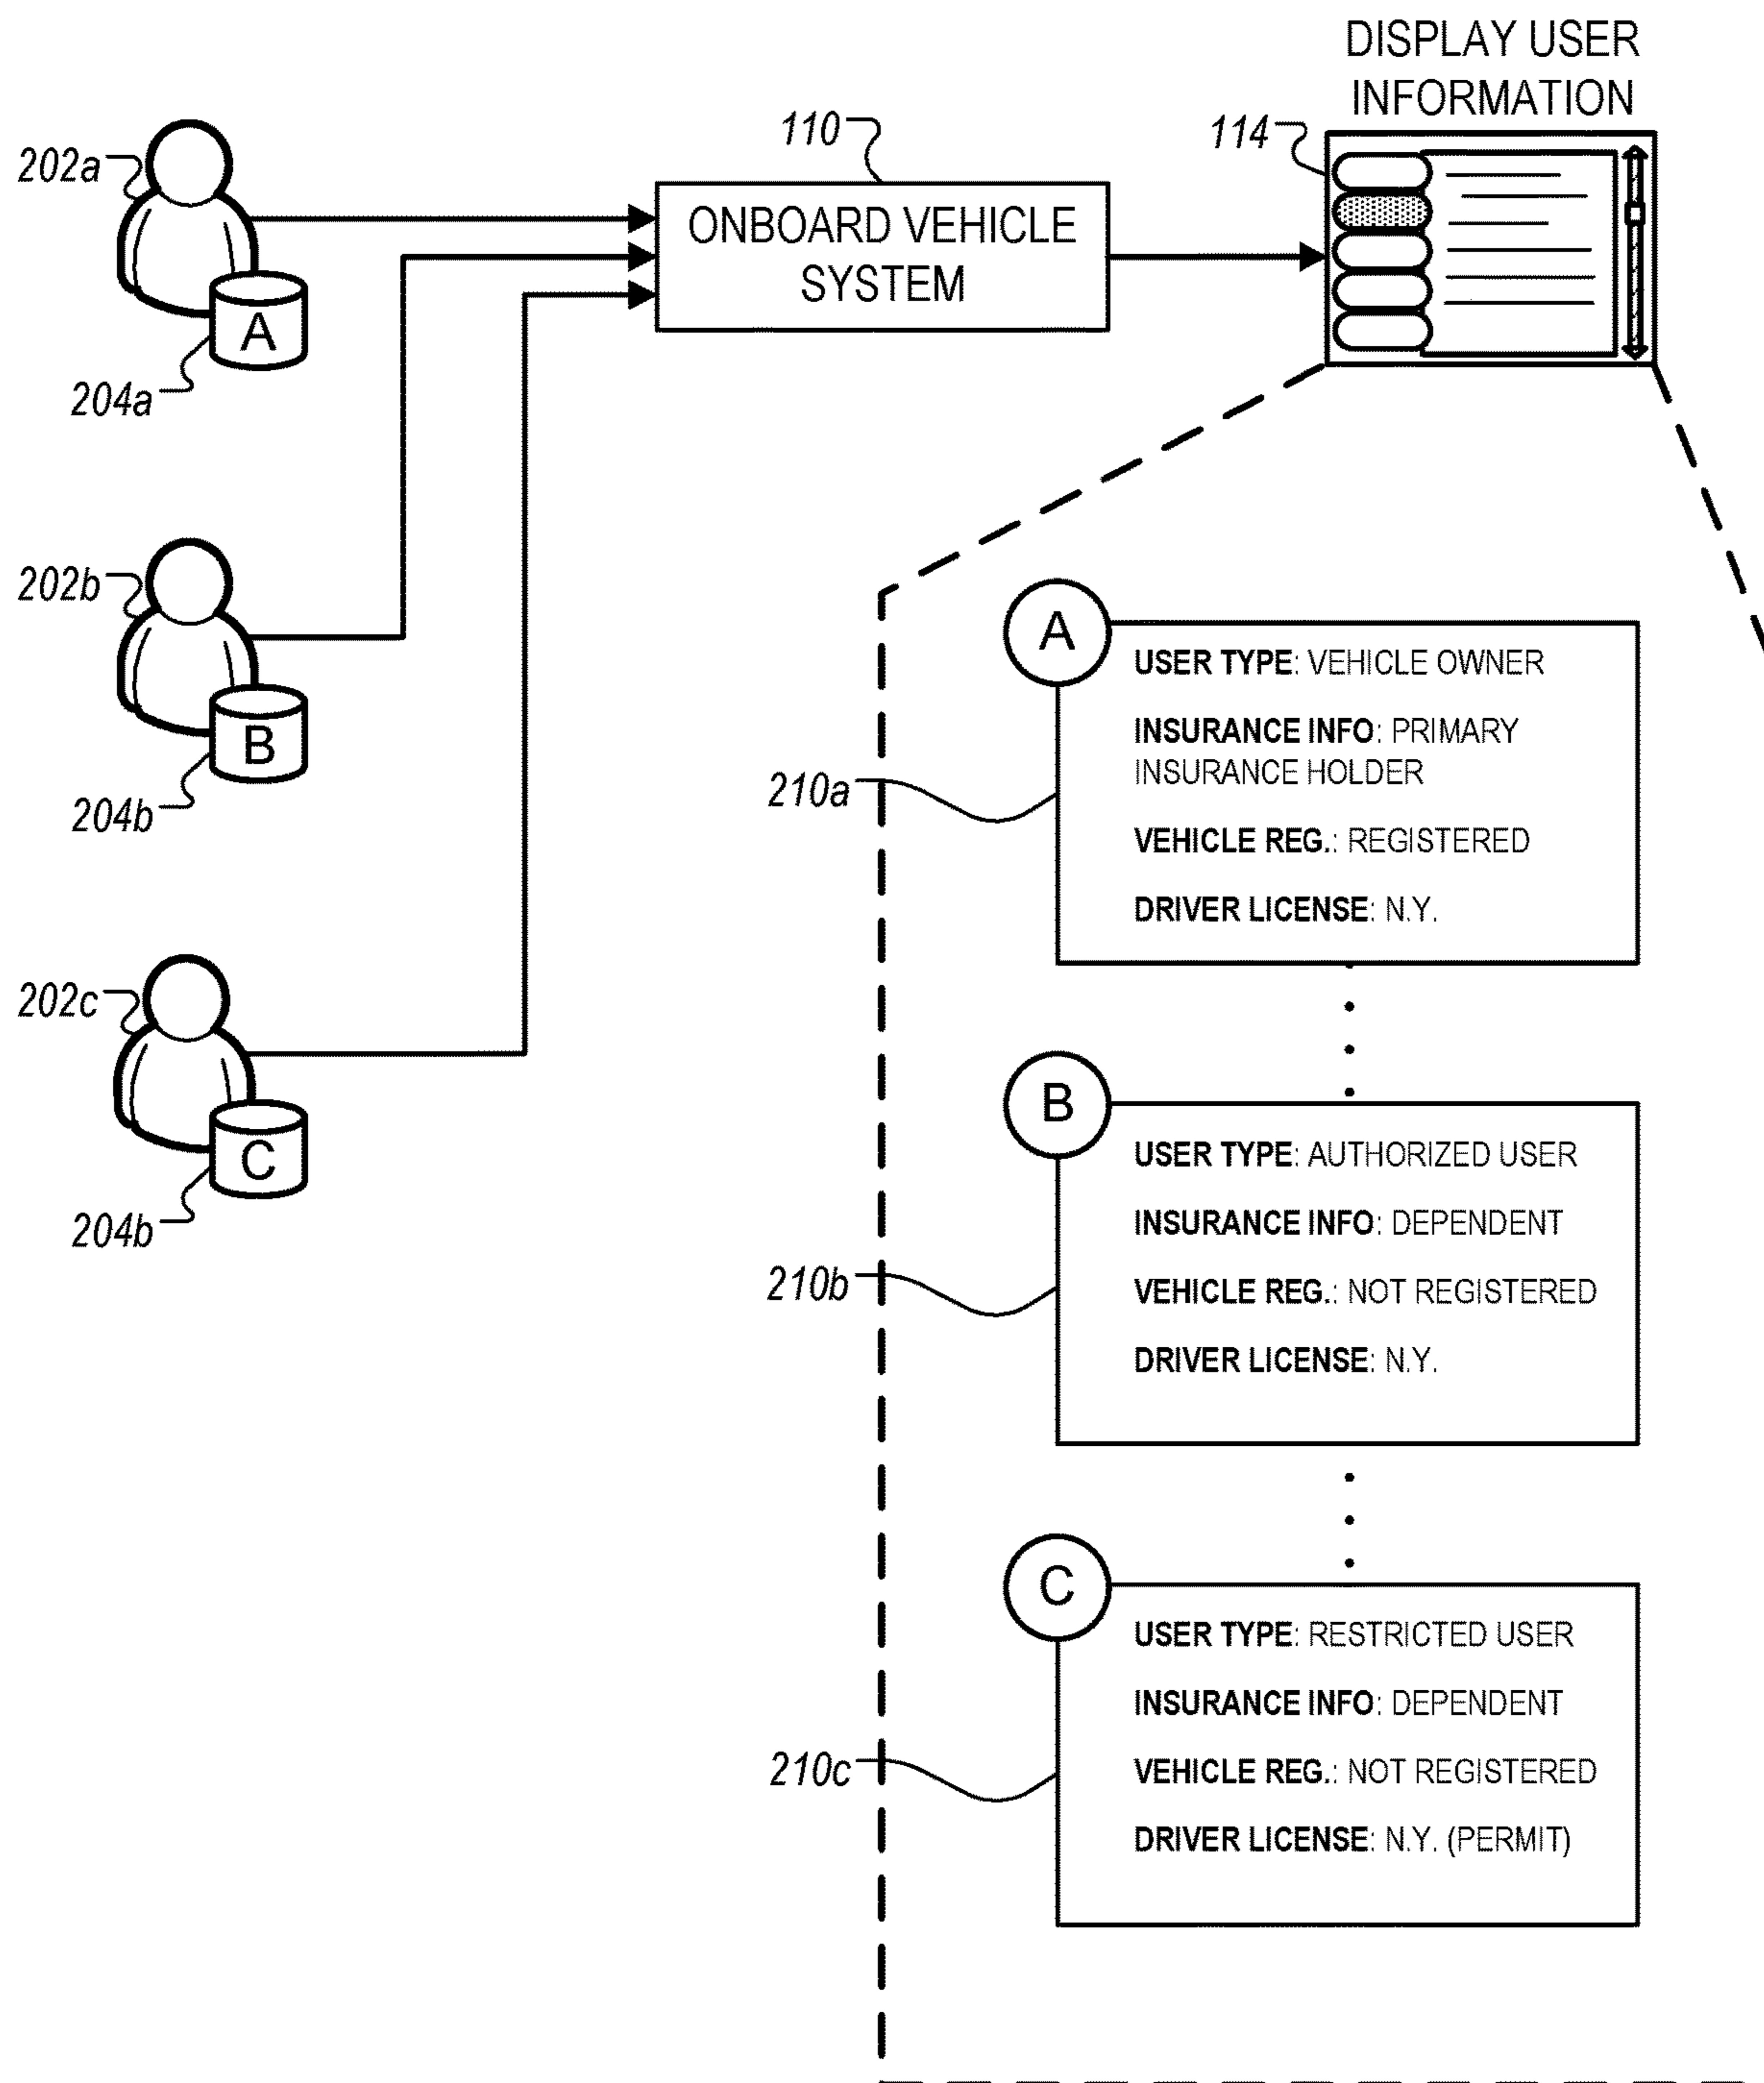 DISPLAY USER
INFORMATION
110
114
202a
ONBOARD VEHICLE
SYSTEM
A
204a
202b
B
204b
202c
C
204b
A
USER TYPE: VEHICLE OWNER
INSURANCE INFO: PRIMARY
INSURANCE HOLDER
210a
VEHICLE REG.: REGISTERED
DRIVER LICENSE: N.Y.
B
USER TYPE: AUTHORIZED USER
INSURANCE INFO: DEPENDENT
210b
VEHICLE REG.: NOT REGISTERED
DRIVER LICENSE: N.Y.
C
USER TYPE: RESTRICTED USER
INSURANCE INFO: DEPENDENT
210c
VEHICLE REG.: NOT REGISTERED
DRIVER LICENSE: N.Y. (PERMIT)